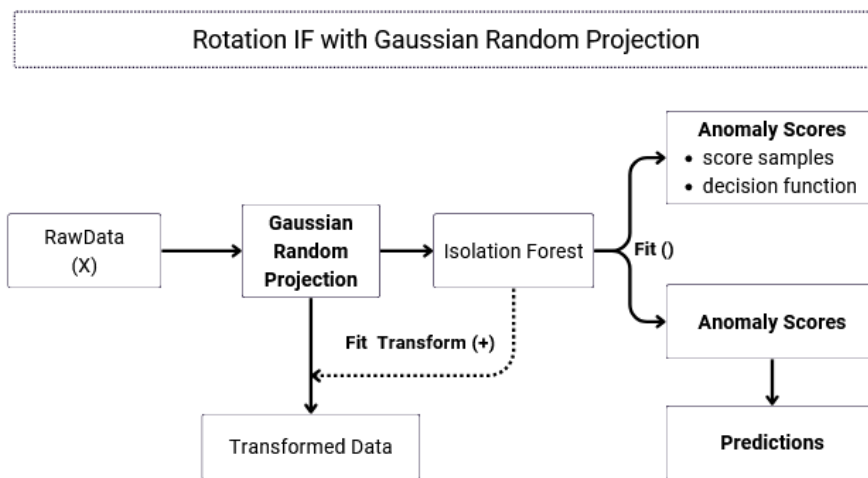 Rotation IF with Gaussian Random Projection
Anomaly Scores
• score samples
• decision function
RawData
(X)
Gaussian
Random
Projection
Isolation Forest
Fit ()
Anomaly Scores
Fit Transform (+)
Transformed Data
Predictions